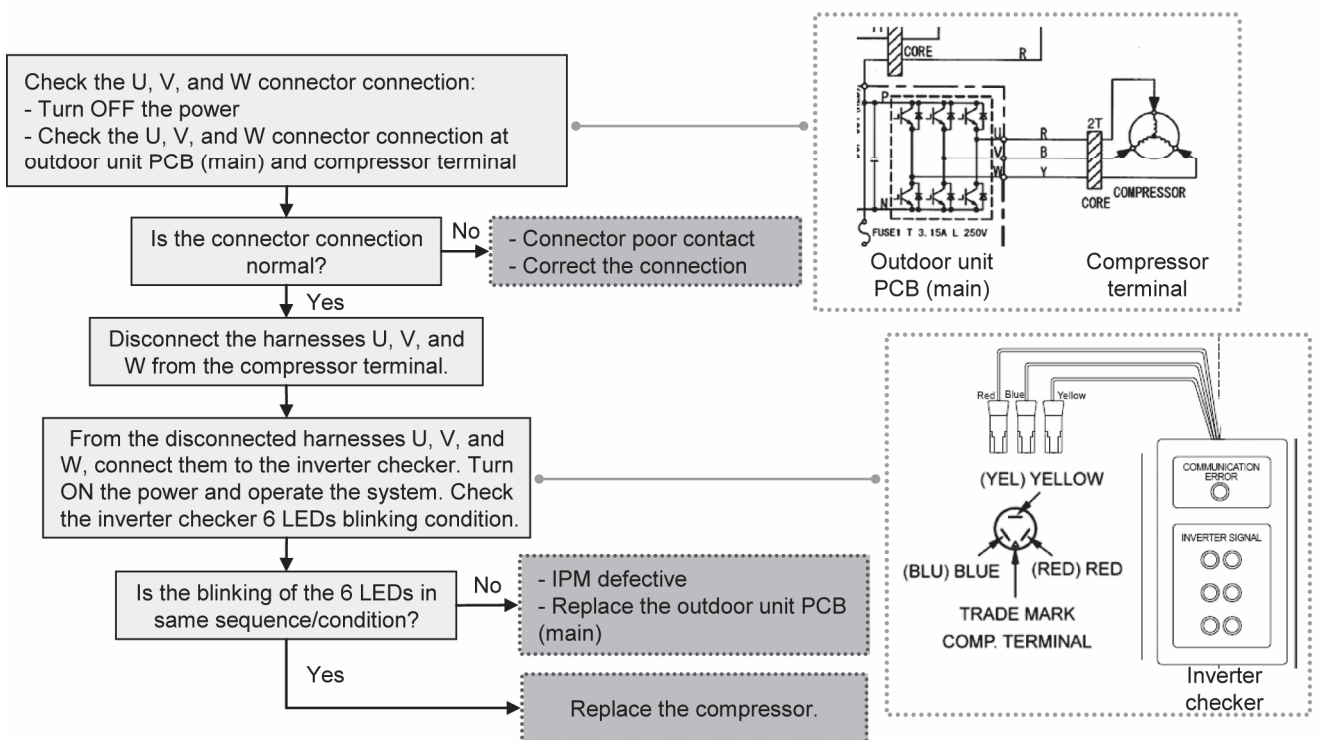 Check the U, V, and W connector connection:
- Turn OFF the power
- Check the U, V, and W connector connection at
outdoor unit PCB (main) and compressor terminal
Is the connector connection
normal?
No
- Connector poor contact
- Correct the connection
Yes
Disconnect the harnesses U, V, and
W from the compressor terminal.
From the disconnected harnesses U, V, and
W, connect them to the inverter checker. Turn
ON the power and operate the system. Check
the inverter checker 6 LEDs blinking condition.
Is the blinking of the 6 LEDs in
same sequence/condition?
No
- IPM defective
- Replace the outdoor unit PCB
(main)
Yes
Replace the compressor.
CORE
R
P
U
R
2T
V
B
W
Y
N
CORE
COMPRESSOR
FUSE1 T 3.15A L 250V
Outdoor unit
PCB (main)
Compressor
terminal
Red
Blue
Yellow
(YEL) YELLOW
(BLU) BLUE
(RED) RED
TRADE MARK
COMP. TERMINAL
COMMUNICATION
ERROR
INVERTER SIGNAL
Inverter
checker